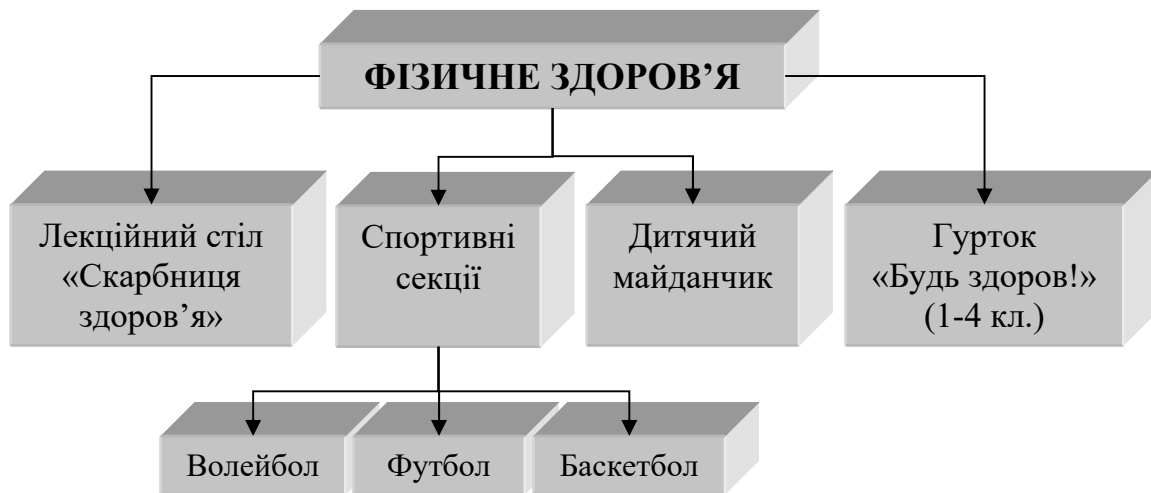 ФІЗИЧНЕ ЗДОРОВ’Я
Лекційний стіл
«Скарбниця
здоров’я»
Спортивні
секції
Дитячий
майданчик
Гурток
«Будь здоров!»
(1-4 кл.)
Волейбол
Футбол
Баскетбол